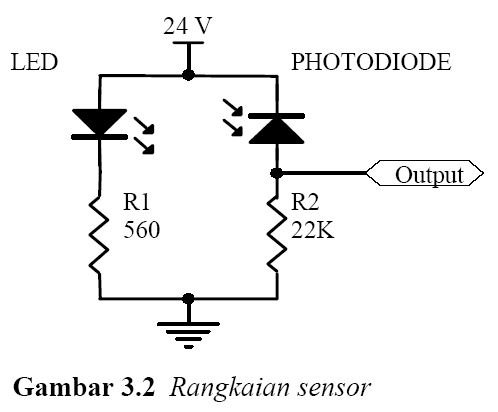 24 V
LED
PHOTODIODE
Output
R1
560
R2
22K
Gambar 3.2 Rangkaian sensor